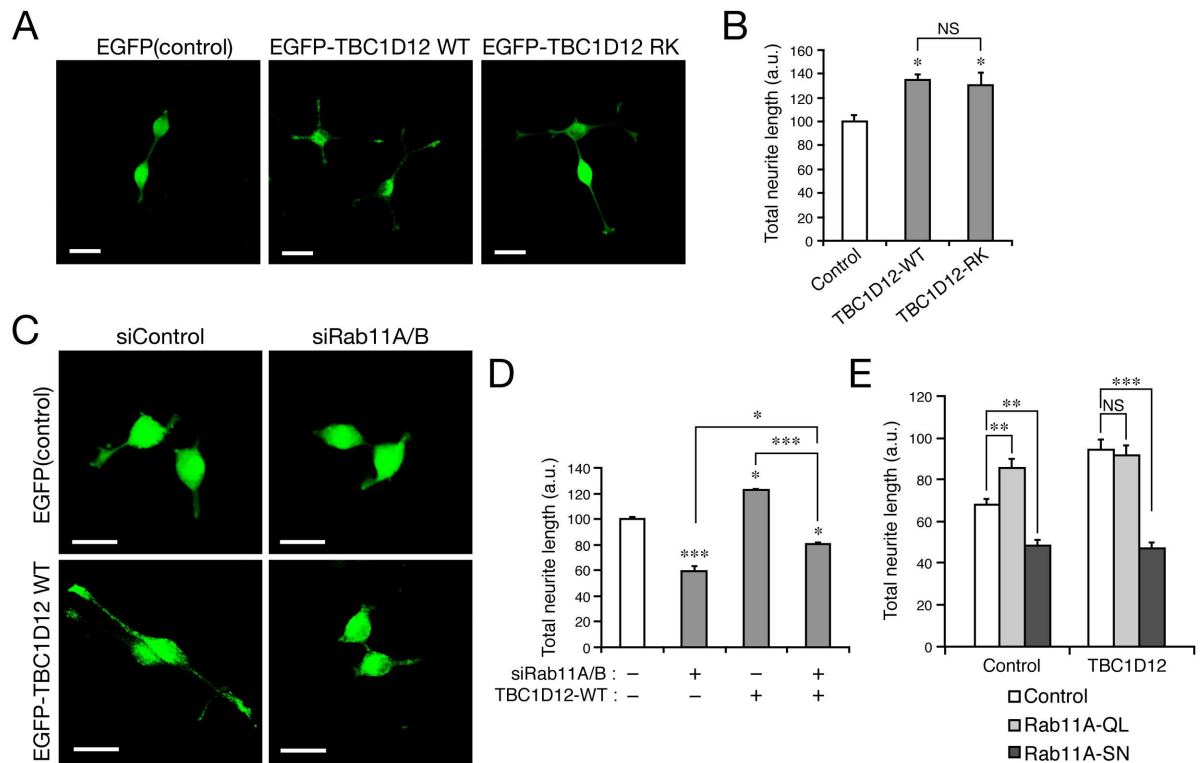 A
EGFP(control)
EGFP-TBC1D12 WT
EGFP-TBC1D12 RK
B
Total neurite length (a.u.)
160
140
120
100
80
60
40
20
0
NS
*
*
Control
TBC1D12-WT
TBC1D12-RK
C
siControl
siRab11A/B
EGFP(control)
EGFP-TBC1D12 WT
D
Total neurite length (a.u.)
140
120
100
80
60
40
20
0
*
***
*
***
*
siRab11A/B : – + – +
TBC1D12-WT : – – + +
E
Total neurite length (a.u.)
120
100
80
60
40
20
0
**
**
***
NS
Control
TBC1D12
Control
Rab11A-QL
Rab11A-SN